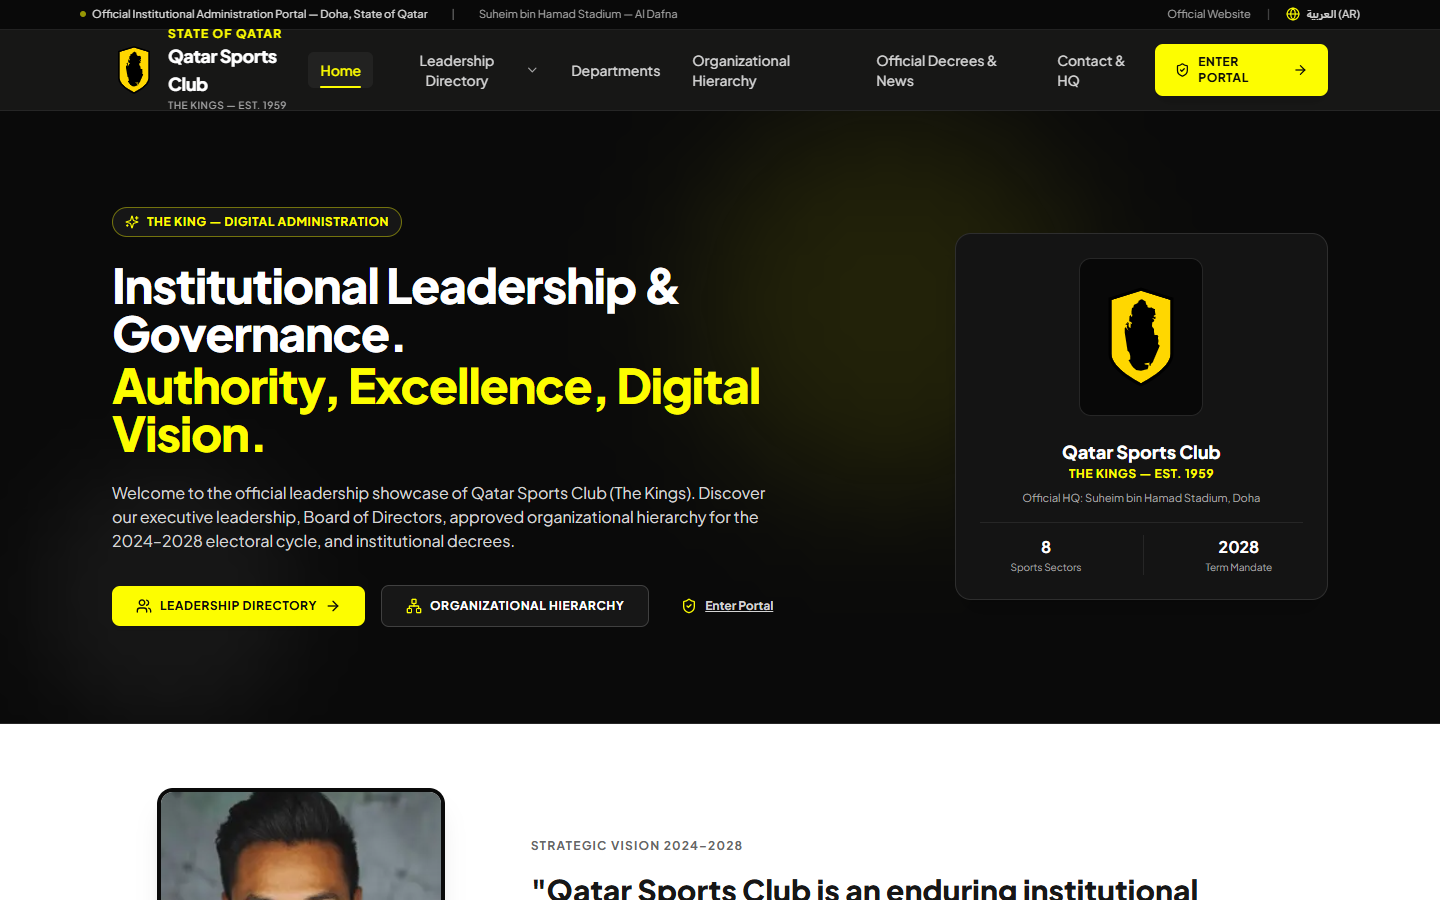 Official Institutional Administration Portal — Doha, State of Qatar | Suheim bin Hamad Stadium — Al Dafna
Official Website | العربية (AR)
STATE OF QATAR
Qatar Sports
Club
THE KINGS — EST. 1959
Home
Leadership
Directory
Departments
Organizational
Hierarchy
Official Decrees &
News
Contact &
HQ
ENTER
PORTAL
THE KING — DIGITAL ADMINISTRATION
Institutional Leadership &
Governance.
Authority, Excellence, Digital
Vision.
Welcome to the official leadership showcase of Qatar Sports Club (The Kings). Discover
our executive leadership, Board of Directors, approved organizational hierarchy for the
2024–2028 electoral cycle, and institutional decrees.
LEADERSHIP DIRECTORY
ORGANIZATIONAL HIERARCHY
Enter Portal
Qatar Sports Club
THE KINGS — EST. 1959
Official HQ: Suheim bin Hamad Stadium, Doha
8
Sports Sectors
2028
Term Mandate
STRATEGIC VISION 2024–2028
"Qatar Sports Club is an enduring institutional